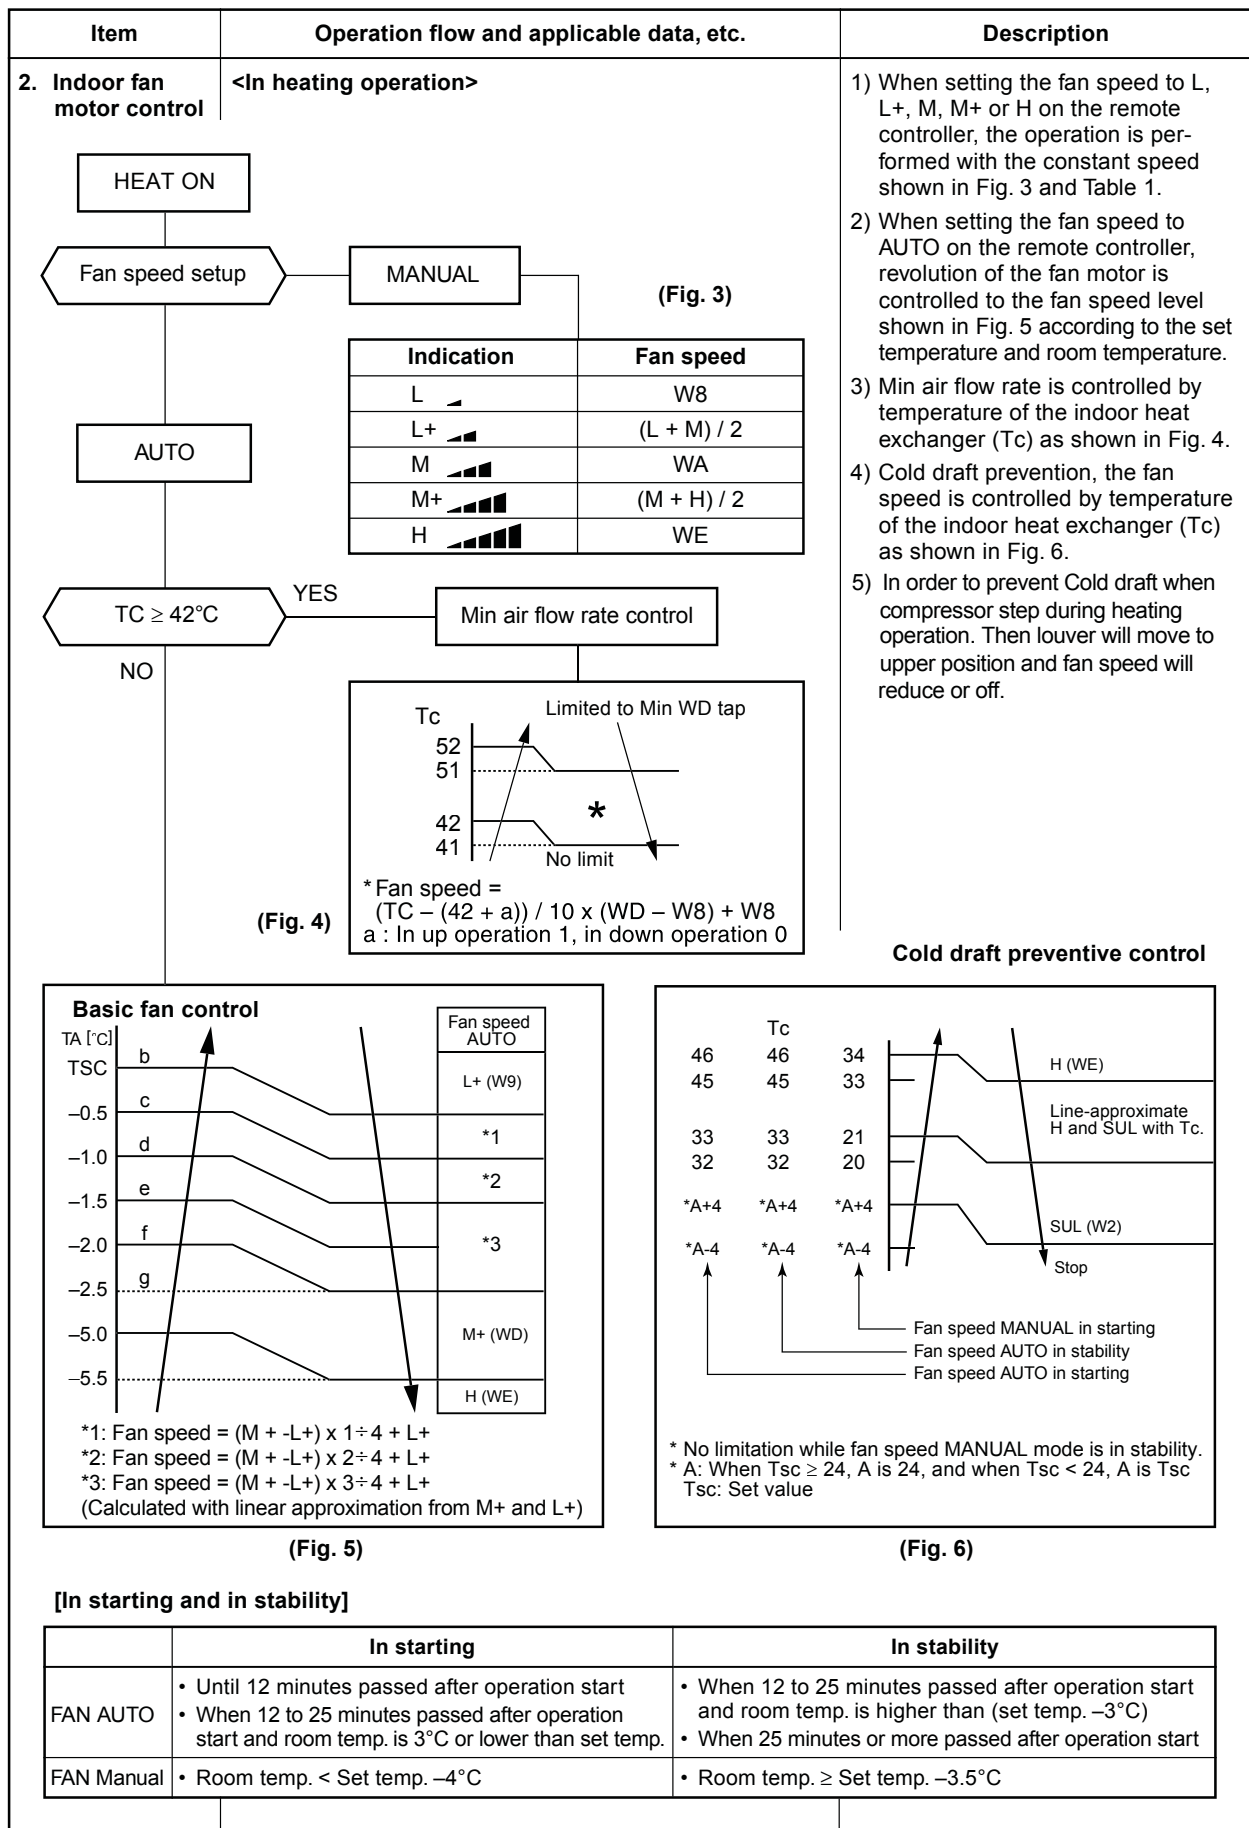 Item
Operation flow and applicable data, etc.
Description
2. Indoor fan
motor control
<In heating operation>
HEAT ON
Fan speed setup
MANUAL
(Fig. 3)
Indication Fan speed
L W8
L+ (L + M) / 2
M WA
M+ (M + H) / 2
H WE
AUTO
TC ≥ 42°C
YES
NO
Min air flow rate control
Tc
Limited to Min WD tap
52
51
*
42
41
No limit
* Fan speed =
(TC – (42 + a)) / 10 x (WD – W8) + W8
a : In up operation 1, in down operation 0
(Fig. 4)
1) When setting the fan speed to L,
L+, M, M+ or H on the remote
controller, the operation is per-
formed with the constant speed
shown in Fig. 3 and Table 1.
2) When setting the fan speed to
AUTO on the remote controller,
revolution of the fan motor is
controlled to the fan speed level
shown in Fig. 5 according to the set
temperature and room temperature.
3) Min air flow rate is controlled by
temperature of the indoor heat
exchanger (Tc) as shown in Fig. 4.
4) Cold draft prevention, the fan
speed is controlled by temperature
of the indoor heat exchanger (Tc)
as shown in Fig. 6.
5) In order to prevent Cold draft when
compressor step during heating
operation. Then louver will move to
upper position and fan speed will
reduce or off.
Basic fan control
TA [°C]
Fan speed
AUTO
TSC b
L+ (W9)
–0.5 c
*1
–1.0 d
*2
–1.5 e
–2.0 f
*3
–2.5 g
–5.0
M+ (WD)
–5.5
H (WE)
*1: Fan speed = (M + -L+) x 1÷4 + L+
*2: Fan speed = (M + -L+) x 2÷4 + L+
*3: Fan speed = (M + -L+) x 3÷4 + L+
(Calculated with linear approximation from M+ and L+)
(Fig. 5)
Cold draft preventive control
Tc
46 46 34
45 45 33
33 33 21
32 32 20
*A+4 *A+4 *A+4
*A-4 *A-4 *A-4
H (WE)
Line-approximate
H and SUL with Tc.
SUL (W2)
Stop
Fan speed MANUAL in starting
Fan speed AUTO in stability
Fan speed AUTO in starting
* No limitation while fan speed MANUAL mode is in stability.
* A: When Tsc ≥ 24, A is 24, and when Tsc < 24, A is Tsc
Tsc: Set value
(Fig. 6)
[In starting and in stability]
In starting In stability
FAN AUTO
• Until 12 minutes passed after operation start
• When 12 to 25 minutes passed after operation
start and room temp. is 3°C or lower than set temp.
• When 12 to 25 minutes passed after operation start
and room temp. is higher than (set temp. –3°C)
• When 25 minutes or more passed after operation start
FAN Manual
• Room temp. < Set temp. –4°C
• Room temp. ≥ Set temp. –3.5°C